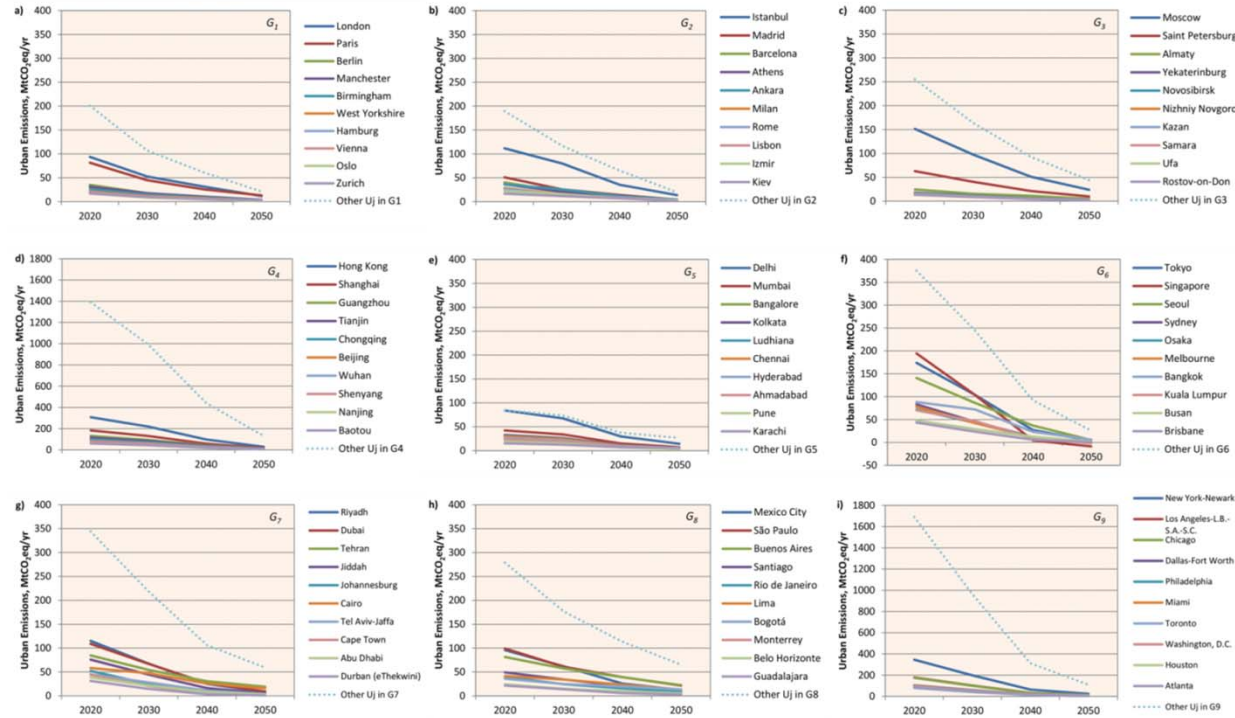 a)
G1
Urban Emissions, MtCO2eq/yr
400
350
300
250
200
150
100
50
0
2020 2030 2040 2050
London
Paris
Berlin
Manchester
Birmingham
West Yorkshire
Hamburg
Vienna
Oslo
Zurich
Other Uj in G1
b)
G2
Urban Emissions, MtCO2eq/yr
400
350
300
250
200
150
100
50
0
2020 2030 2040 2050
Istanbul
Madrid
Barcelona
Athens
Ankara
Milan
Rome
Lisbon
Izmir
Kiev
Other Uj in G2
c)
G3
Urban Emissions, MtCO2eq/yr
400
350
300
250
200
150
100
50
0
2020 2030 2040 2050
Moscow
Saint Petersburg
Almaty
Yekaterinburg
Novosibirsk
Nizhniy Novgorod
Kazan
Samara
Ufa
Rostov-on-Don
Other Uj in G3
d)
G4
Urban Emissions, MtCO2eq/yr
1800
1600
1400
1200
1000
800
600
400
200
0
2020 2030 2040 2050
Hong Kong
Shanghai
Guangzhou
Tianjin
Chongqing
Beijing
Wuhan
Shenyang
Nanjing
Baotou
Other Uj in G4
e)
G5
Urban Emissions, MtCO2eq/yr
400
350
300
250
200
150
100
50
0
2020 2030 2040 2050
Delhi
Mumbai
Bangalore
Kolkata
Ludhiana
Chennai
Hyderabad
Ahmadabad
Pune
Karachi
Other Uj in G5
f)
G6
Urban Emissions, MtCO2eq/yr
400
350
300
250
200
150
100
50
0
-50
2020 2030 2040 2050
Tokyo
Singapore
Seoul
Sydney
Osaka
Melbourne
Bangkok
Kuala Lumpur
Busan
Brisbane
Other Uj in G6
g)
G7
Urban Emissions, MtCO2eq/yr
400
350
300
250
200
150
100
50
0
2020 2030 2040 2050
Riyadh
Dubai
Tehran
Jiddah
Johannesburg
Cairo
Tel Aviv-Jaffa
Cape Town
Abu Dhabi
Durban (eThekwini)
Other Uj in G7
h)
G8
Urban Emissions, MtCO2eq/yr
400
350
300
250
200
150
100
50
0
2020 2030 2040 2050
Mexico City
São Paulo
Buenos Aires
Santiago
Rio de Janeiro
Lima
Bogotá
Monterrey
Belo Horizonte
Guadalajara
Other Uj in G8
i)
G9
Urban Emissions, MtCO2eq/yr
1800
1600
1400
1200
1000
800
600
400
200
0
2020 2030 2040 2050
New York-Newark
Los Angeles-L.B.-
S.A.-S.C.
Chicago
Dallas-Fort Worth
Philadelphia
Miami
Toronto
Washington, D.C.
Houston
Atlanta
Other Uj in G9